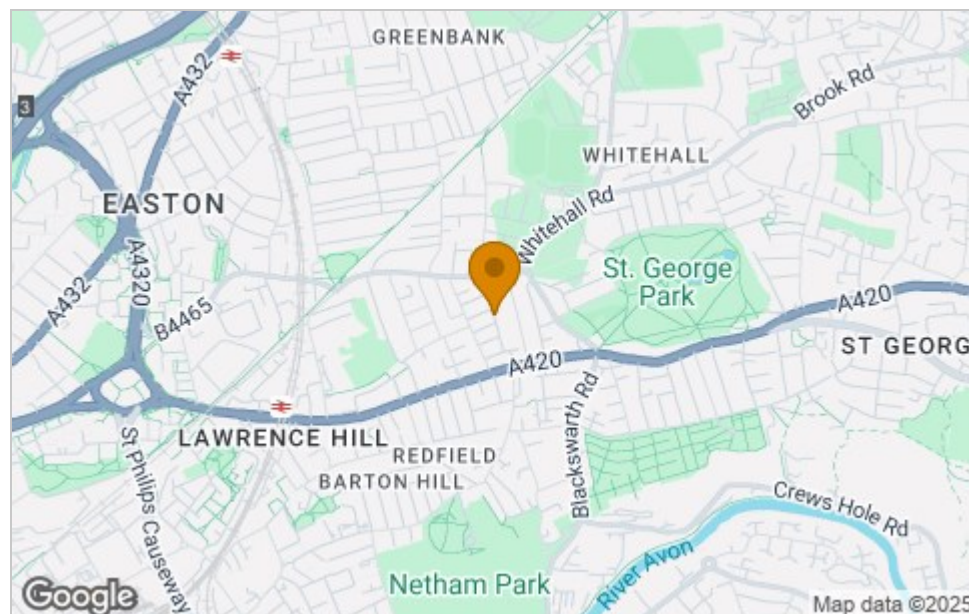 GREENBANK
A432
3
Brook Rd
WHITEHALL
EASTON
Whitehall Rd
A4320
St. George
Park
A432
B4465
A420
ST GEORG
A420
Blackswarth Rd
LAWRENCE HILL
REDFIELD
BARTON HILL
St Philips Causeway
Crews Hole Rd
Netham Park
River Avon
Google
Map data ©2025